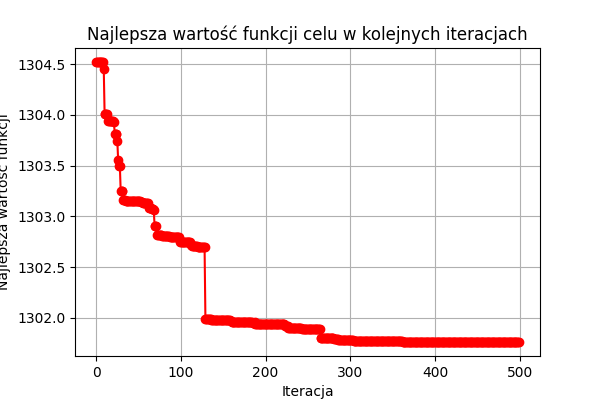 Najlepsza wartość funkcji celu w kolejnych iteracjach
Najlepsza wartość funkcji
1304.5
1304.0
1303.5
1303.0
1302.5
1302.0
0 100 200 300 400 500
Iteracja